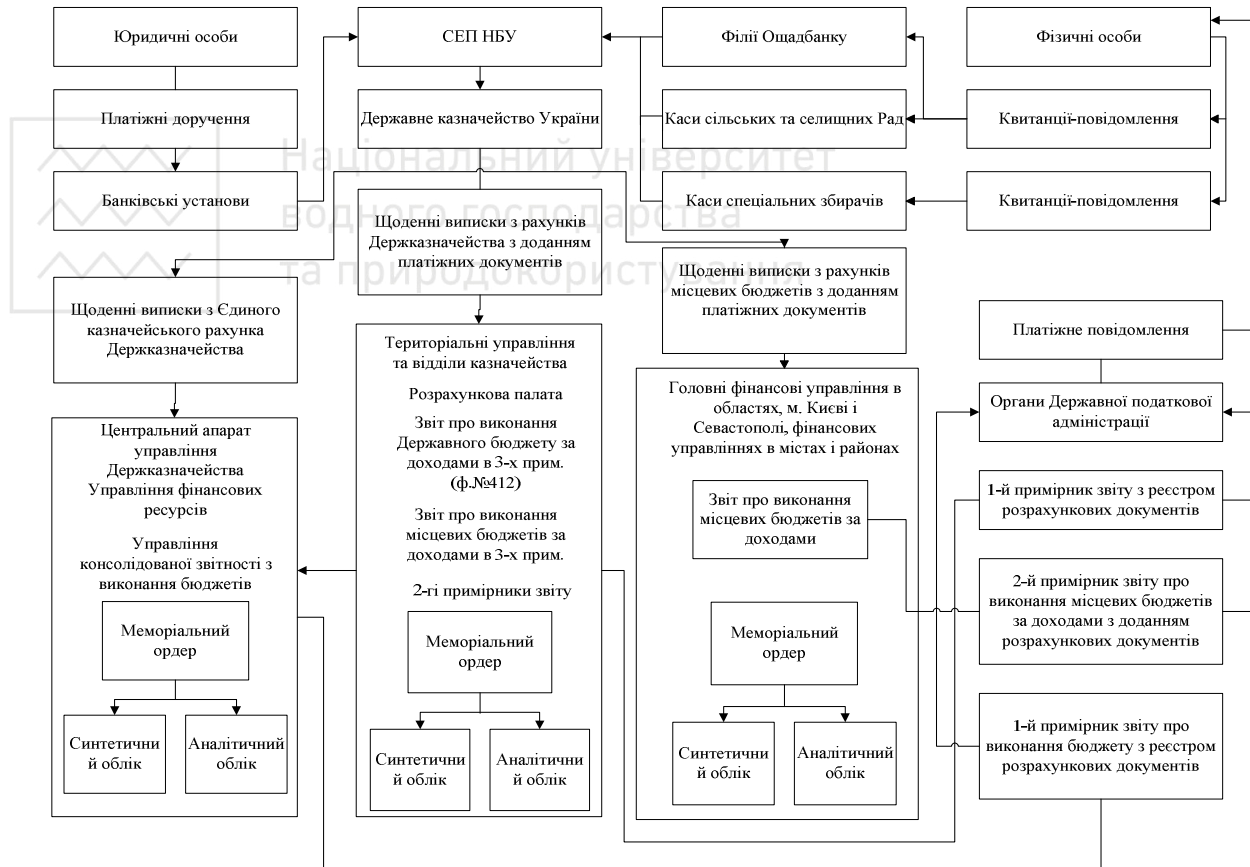 Юридичні особи
СЕП НБУ
Філії Ощадбанку
Фізичні особи
Платіжні доручення
Державне казначейство України
Каси сільських та селищних Рад
Квитанції-повідомлення
Національний університет
водного господарства
та природокористування
Банківські установи
Каси спеціальних збирачів
Квитанції-повідомлення
Щоденні виписки з рахунків
Держказначейства з доданням
платіжних документів
Щоденні виписки з рахунків
місцевих бюджетів з доданням
платіжних документів
Щоденні виписки з Єдиного
казначейського рахунка
Держказначейства
Центральний апарат
управління
Держказначейства
Управління фінансових
ресурсів
Управління
консолідованої звітності з
виконання бюджетів
Меморіальний
ордер
Синтетични
й облік
Аналітичний
облік
Територіальні управління
та відділи казначейства
Розрахункова палата
Звіт про виконання
Державного бюджету за
доходами в 3-х прим.
(ф.№412)
Звіт про виконання
місцевих бюджетів за
доходами в 3-х прим.
2-гі примірники звіту
Меморіальний
ордер
Синтетични
й облік
Аналітични
й облік
Головні фінансові управління в
областях, м. Києві і
Севастополі, фінансових
управліннях в містах і районах
Звіт про виконання
місцевих бюджетів за
доходами
Меморіальний
ордер
Синтетични
й облік
Аналітичний
облік
Платіжне повідомлення
Органи Державної податкової
адміністрації
1-й примірник звіту з реєстром
розрахункових документів
2-й примірник звіту про
виконання місцевих бюджетів
за доходами з доданням
розрахункових документів
1-й примірник звіту про
виконання бюджету з реєстром
розрахункових документів